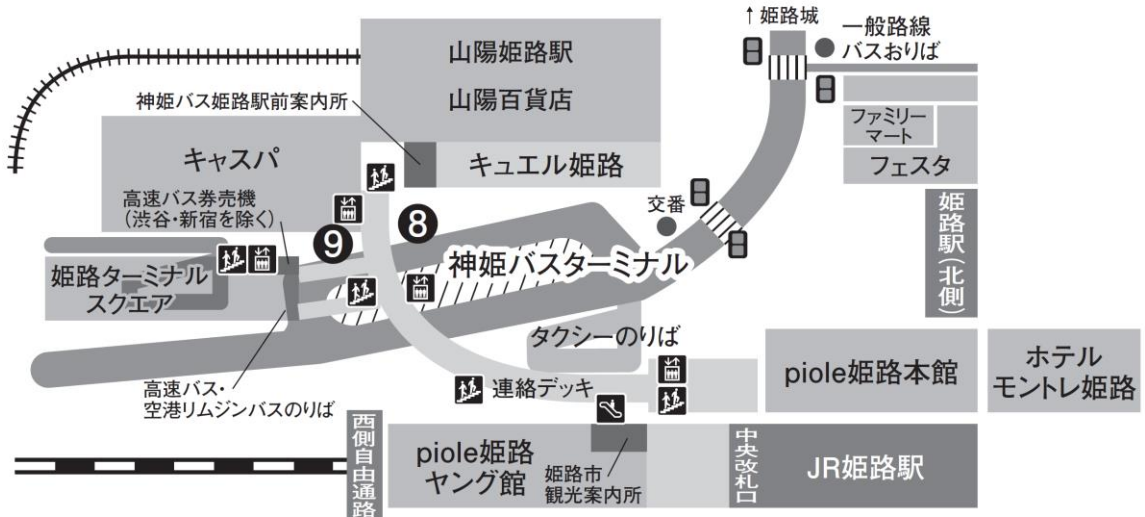 ↑姫路城
一般路線
バスおりば
山陽姫路駅
山陽百貨店
神姫バス姫路駅前案内所
ファミリー
マート
フェスタ
キャスパ
キュエル姫路
高速バス券売機
(渋谷・新宿を除く)
交番
姫路駅(北側)
❽
❾
神姫バスターミナル
姫路ターミナル
スクエア
タクシーのりば
高速バス・
空港リムジンバスのりば
連絡デッキ
piole姫路本館
ホテル
モントレ姫路
西側自由通路
piole姫路
ヤング館
姫路市
観光案内所
中央改札口
JR姫路駅